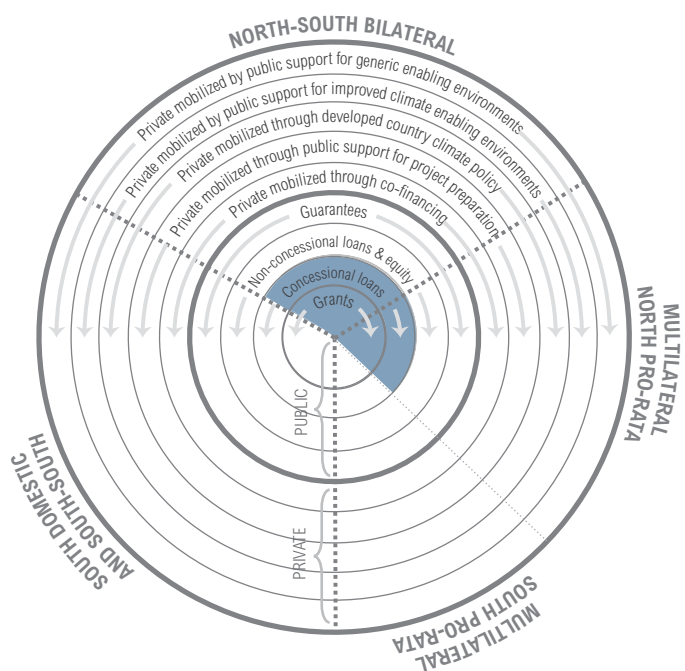 NORTH-SOUTH BILATERAL
Private mobilized by public support for generic enabling environments
Private mobilized by public support for improved climate enabling environments
Private mobilized through developed country climate policy
Private mobilized through public support for project preparation
Private mobilized through co-financing
Guarantees
Non-concessional loans & equity
Concessional loans
Grants
MULTILATERAL
NORTH PRO-RATA
PUBLIC
PRIVATE
SOUTH DOMESTIC
AND SOUTH-SOUTH
MULTILATERAL
SOUTH PRO-RATA